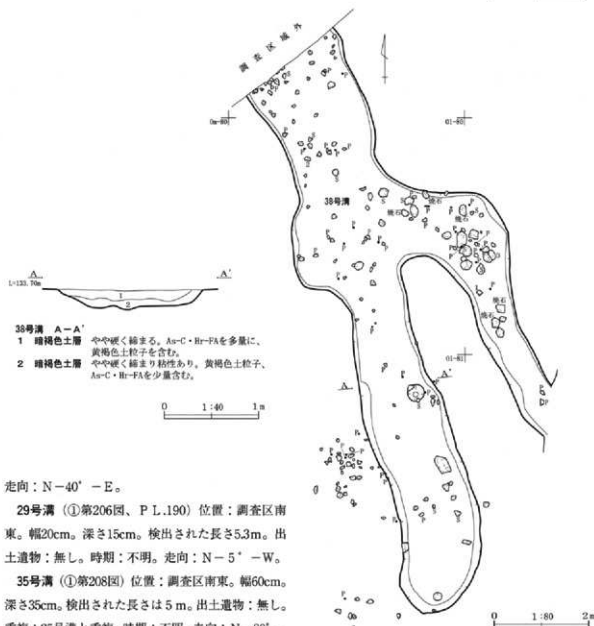 調査区域外
0m-80
01-80
38号溝
焼石
焼石
焼石
焼石
01-81
A A'
A A'
L=133.70m
1
2
38号溝 A-A'
1 暗褐色土層 やや硬く締まる。As-C・Hr-FAを多量に、
黄褐色土粒子を含む。
2 暗褐色土層 やや硬く締まり粘性あり。黄褐色土粒子、
As-C・Hr-FAを少量含む。
0 1:40 1m
走向：N-40°-E。
29号溝（①第206図、PL.190）位置：調査区南
東。幅20cm。深さ15cm。検出された長さ5.3m。出
土遺物：無し。時期：不明。走向：N-5°-W。
35号溝（①第208図）位置：調査区南東。幅60cm。
深さ35cm。検出された長さは5m。出土遺物：無し。
0 1:80 2m